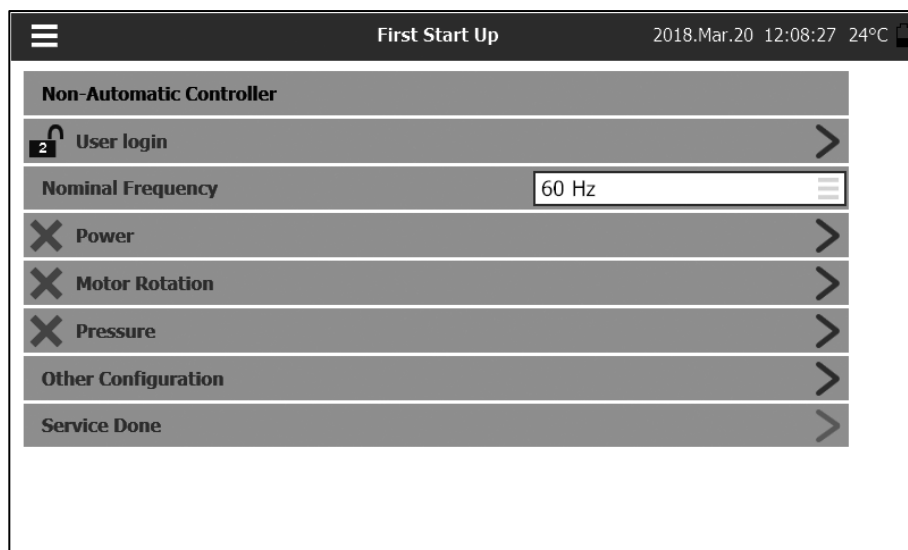 First Start Up 2018.Mar.20 12:08:27 24°C
Non-Automatic Controller
2 User login
Nominal Frequency 60 Hz
Power
Motor Rotation
Pressure
Other Configuration
Service Done